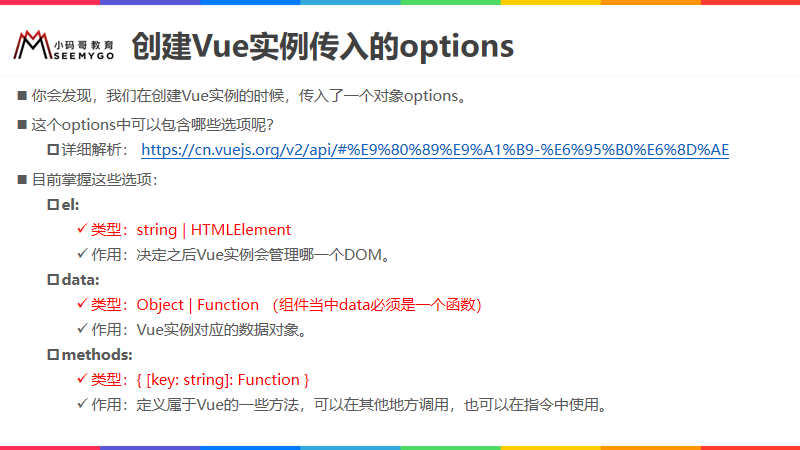 小码哥教育
SEEMYGO
创建Vue实例传入的options
你会发现，我们在创建Vue实例的时候，传入了一个对象options。
这个options中可以包含哪些选项呢？
详细解析： https://cn.vuejs.org/v2/api/#%E9%80%89%E9%A1%B9-%E6%95%B0%E6%8D%AE
目前掌握这些选项：
el:
类型：string | HTMLElement
作用：决定之后Vue实例会管理哪一个DOM。
data:
类型：Object | Function （组件当中data必须是一个函数）
作用：Vue实例对应的数据对象。
methods:
类型：{ [key: string]: Function }
作用：定义属于Vue的一些方法，可以在其他地方调用，也可以在指令中使用。